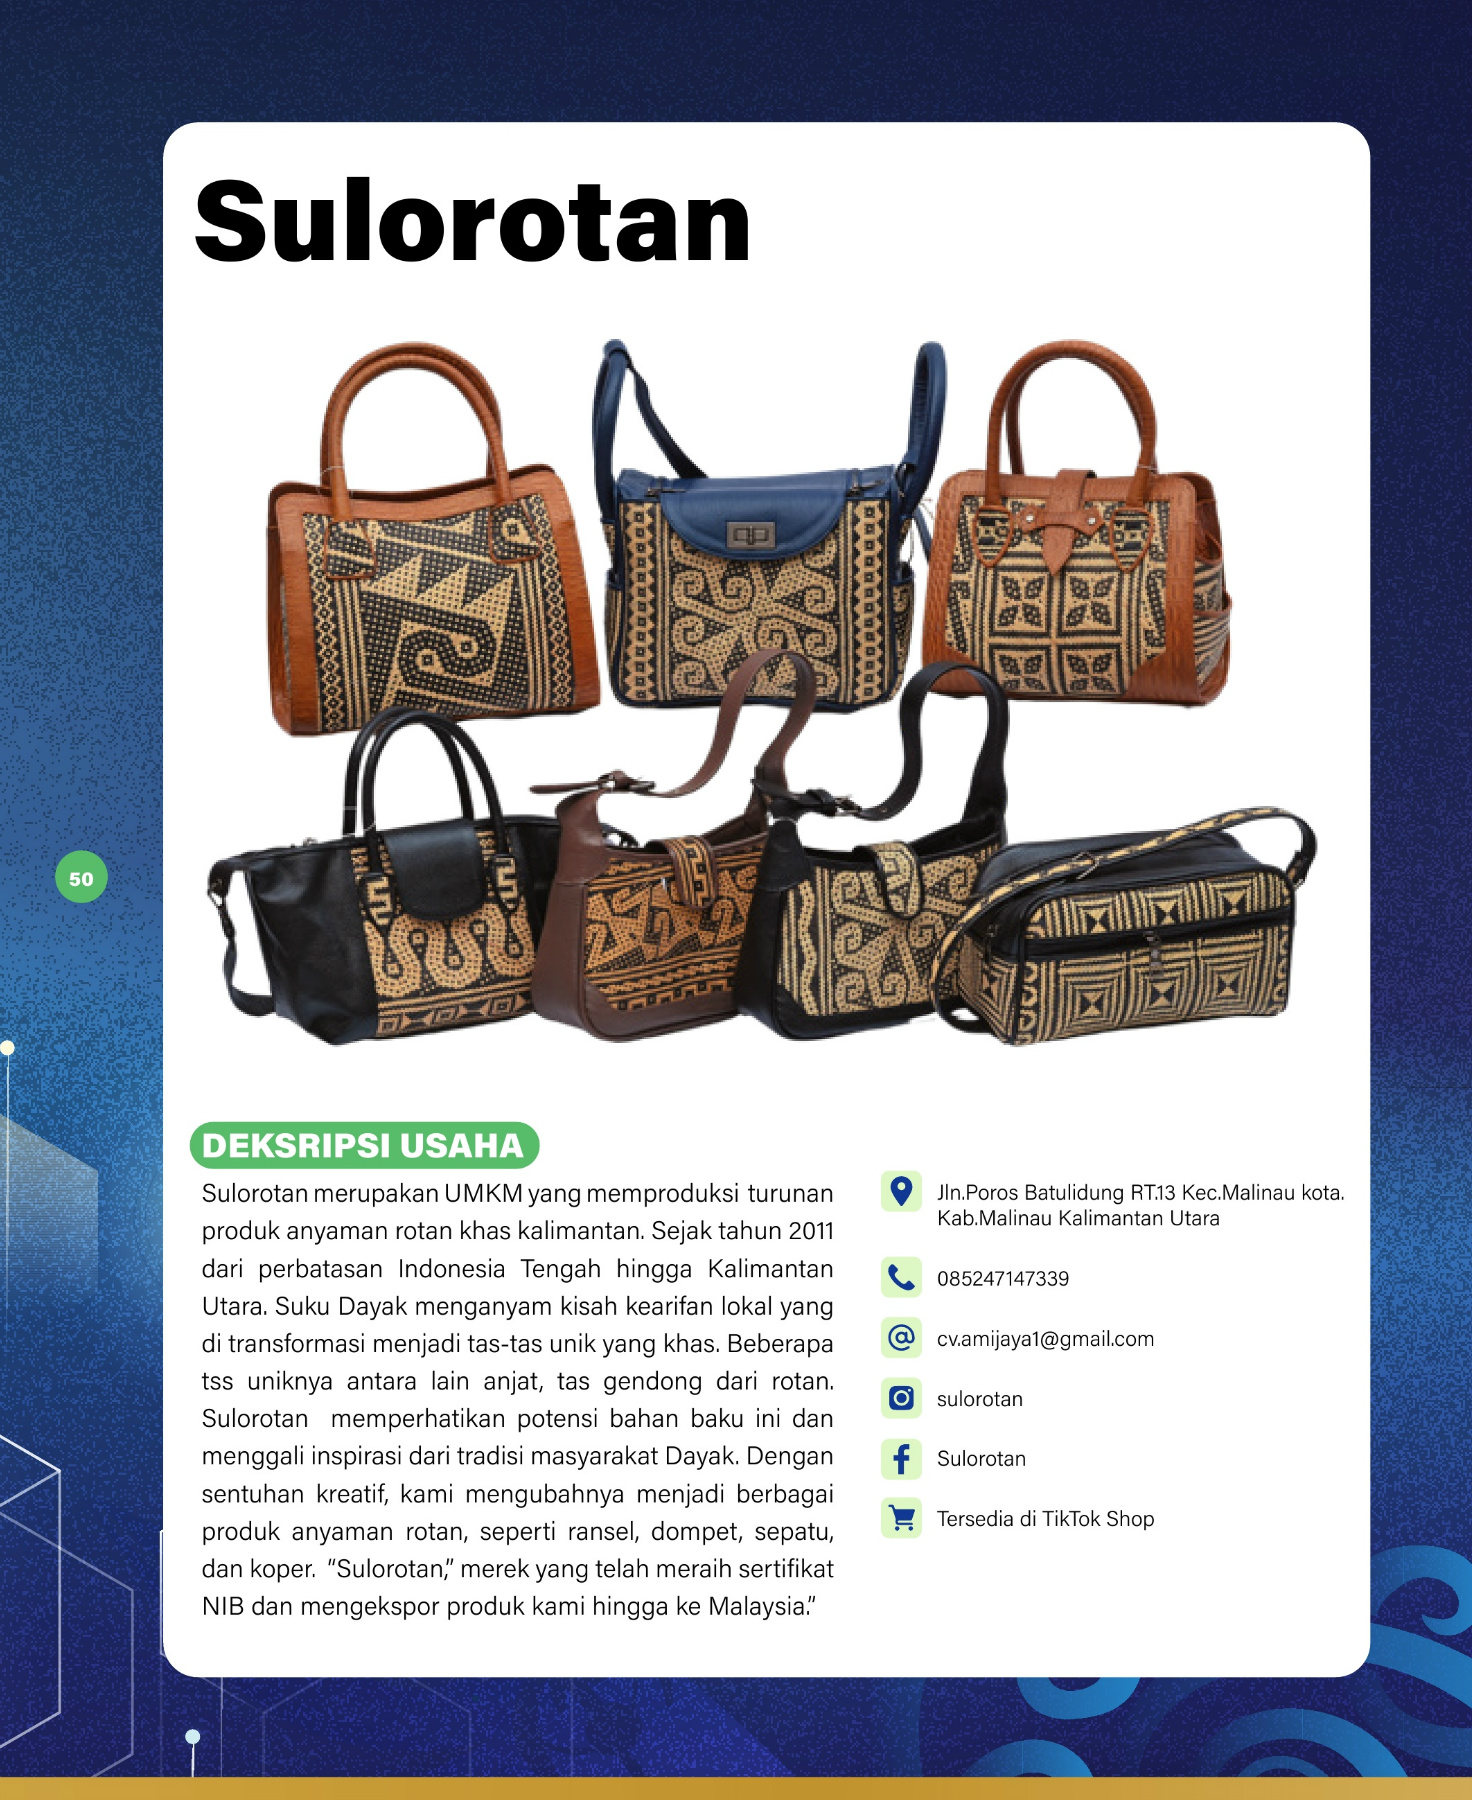 Sulorotan
50
DEKSRIPSI USAHA
Sulorotan merupakan UMKM yang memproduksi turunan
produk anyaman rotan khas kalimantan. Sejak tahun 2011
dari perbatasan Indonesia Tengah hingga Kalimantan
Utara. Suku Dayak menganyam kisah kearifan lokal yang
di transformasi menjadi tas-tas unik yang khas. Beberapa
tss uniknya antara lain anjat, tas gendong dari rotan.
Sulorotan memperhatikan potensi bahan baku ini dan
menggali inspirasi dari tradisi masyarakat Dayak. Dengan
sentuhan kreatif, kami mengubahnya menjadi berbagai
produk anyaman rotan, seperti ransel, dompet, sepatu,
dan koper. “Sulorotan,” merek yang telah meraih sertifikat
NIB dan mengekspor produk kami hingga ke Malaysia.”
Jln.Poros Batulidung RT.13 Kec.Malinau kota.
Kab.Malinau Kalimantan Utara
085247147339
cv.amijaya1@gmail.com
sulorotan
Sulorotan
Tersedia di TikTok Shop